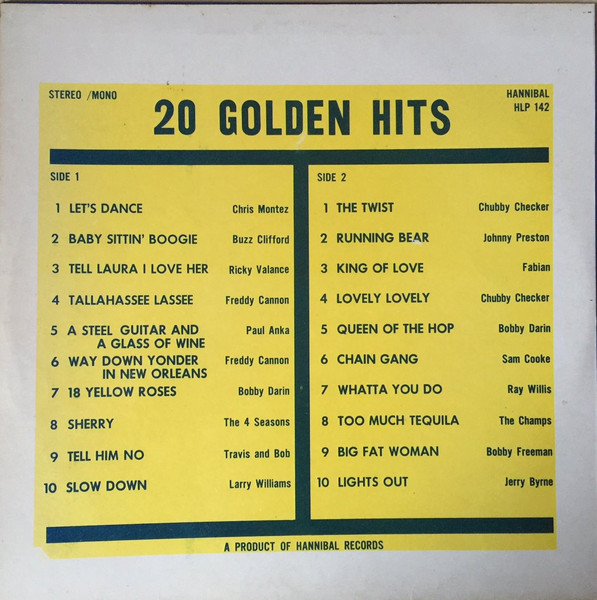 STEREO /MONO
HANNIBAL
HLP 142
20 GOLDEN HITS
SIDE 1
1 LET'S DANCE Chris Montez
2 BABY SITTIN' BOOGIE Buzz Clifford
3 TELL LAURA I LOVE HER Ricky Valance
4 TALLAHASSEE LASSEE Freddy Cannon
5 A STEEL GUITAR AND Paul Anka
A GLASS OF WINE
6 WAY DOWN YONDER Freddy Cannon
IN NEW ORLEANS
7 18 YELLOW ROSES Bobby Darin
8 SHERRY The 4 Seasons
9 TELL HIM NO Travis and Bob
10 SLOW DOWN Larry Williams
SIDE 2
1 THE TWIST Chubby Checker
2 RUNNING BEAR Johnny Preston
3 KING OF LOVE Fabian
4 LOVELY LOVELY Chubby Checker
5 QUEEN OF THE HOP Bobby Darin
6 CHAIN GANG Sam Cooke
7 WHATTA YOU DO Ray Willis
8 TOO MUCH TEQUILA The Champs
9 BIG FAT WOMAN Bobby Freeman
10 LIGHTS OUT Jerry Byrne
A PRODUCT OF HANNIBAL RECORDS